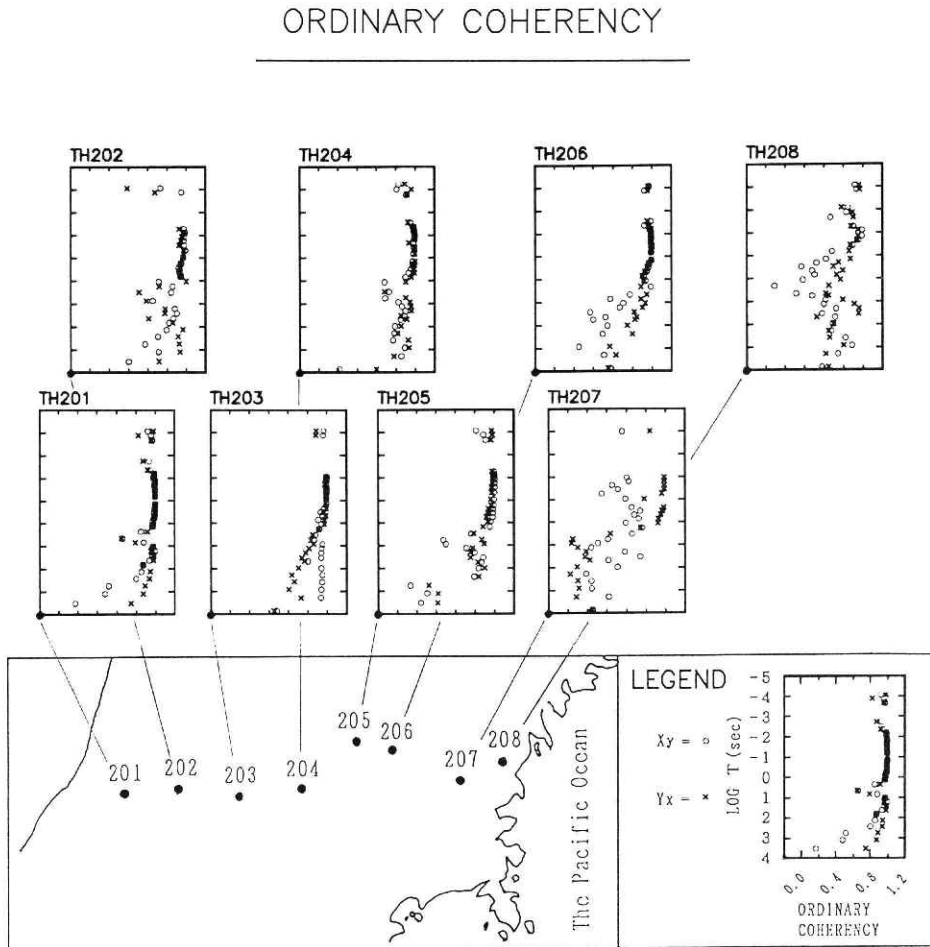 ORDINARY COHERENCY
TH202
TH204
TH206
TH208
TH201
TH203
TH205
TH207
201
202
203
204
205
206
207
208
The Pacific Ocean
LEGEND
Xy = o
Yx = ×
LOG T (sec)
-5
-4
-3
-2
-1
0
1
2
3
4
0.0
0.4
0.8
1.2
ORDINARY
COHERENCY